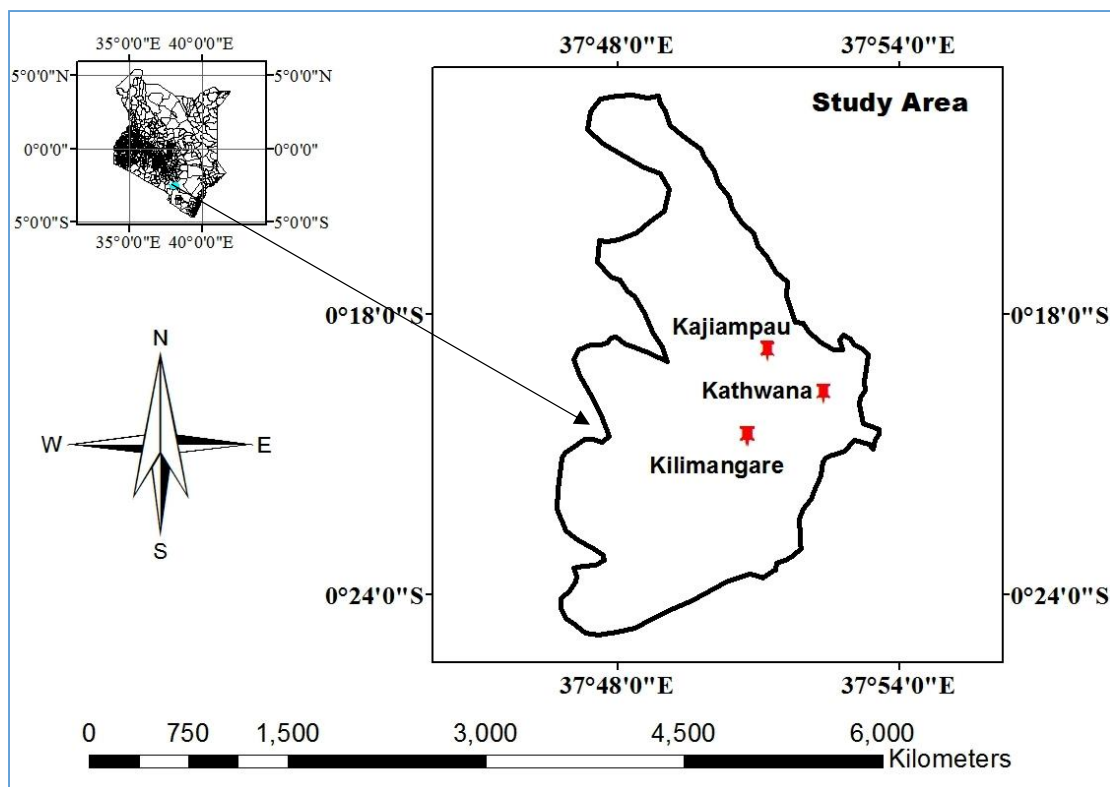 35°0'0"E 40°0'0"E
5°0'0"N 5°0'0"N
0°0'0" 0°0'0"
5°0'0"S 5°0'0"S
35°0'0"E 40°0'0"E
37°48'0"E 37°54'0"E
Study Area
0°18'0"S 0°18'0"S
Kajiampau
Kathwana
Kilimangare
N
W E
S
0°24'0"S 0°24'0"S
37°48'0"E 37°54'0"E
0 750 1,500 3,000 4,500 6,000
Kilometers